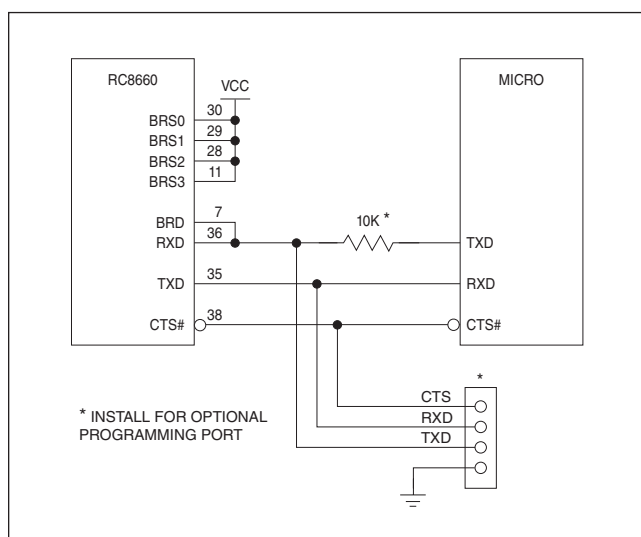 RC8660
MICRO
VCC
BRS0 30
BRS1 29
BRS2 28
BRS3 11
BRD 7
RXD 36
10K *
TXD
TXD 35
RXD
CTS# 38
CTS#
*
CTS
RXD
TXD
* INSTALL FOR OPTIONAL
PROGRAMMING PORT